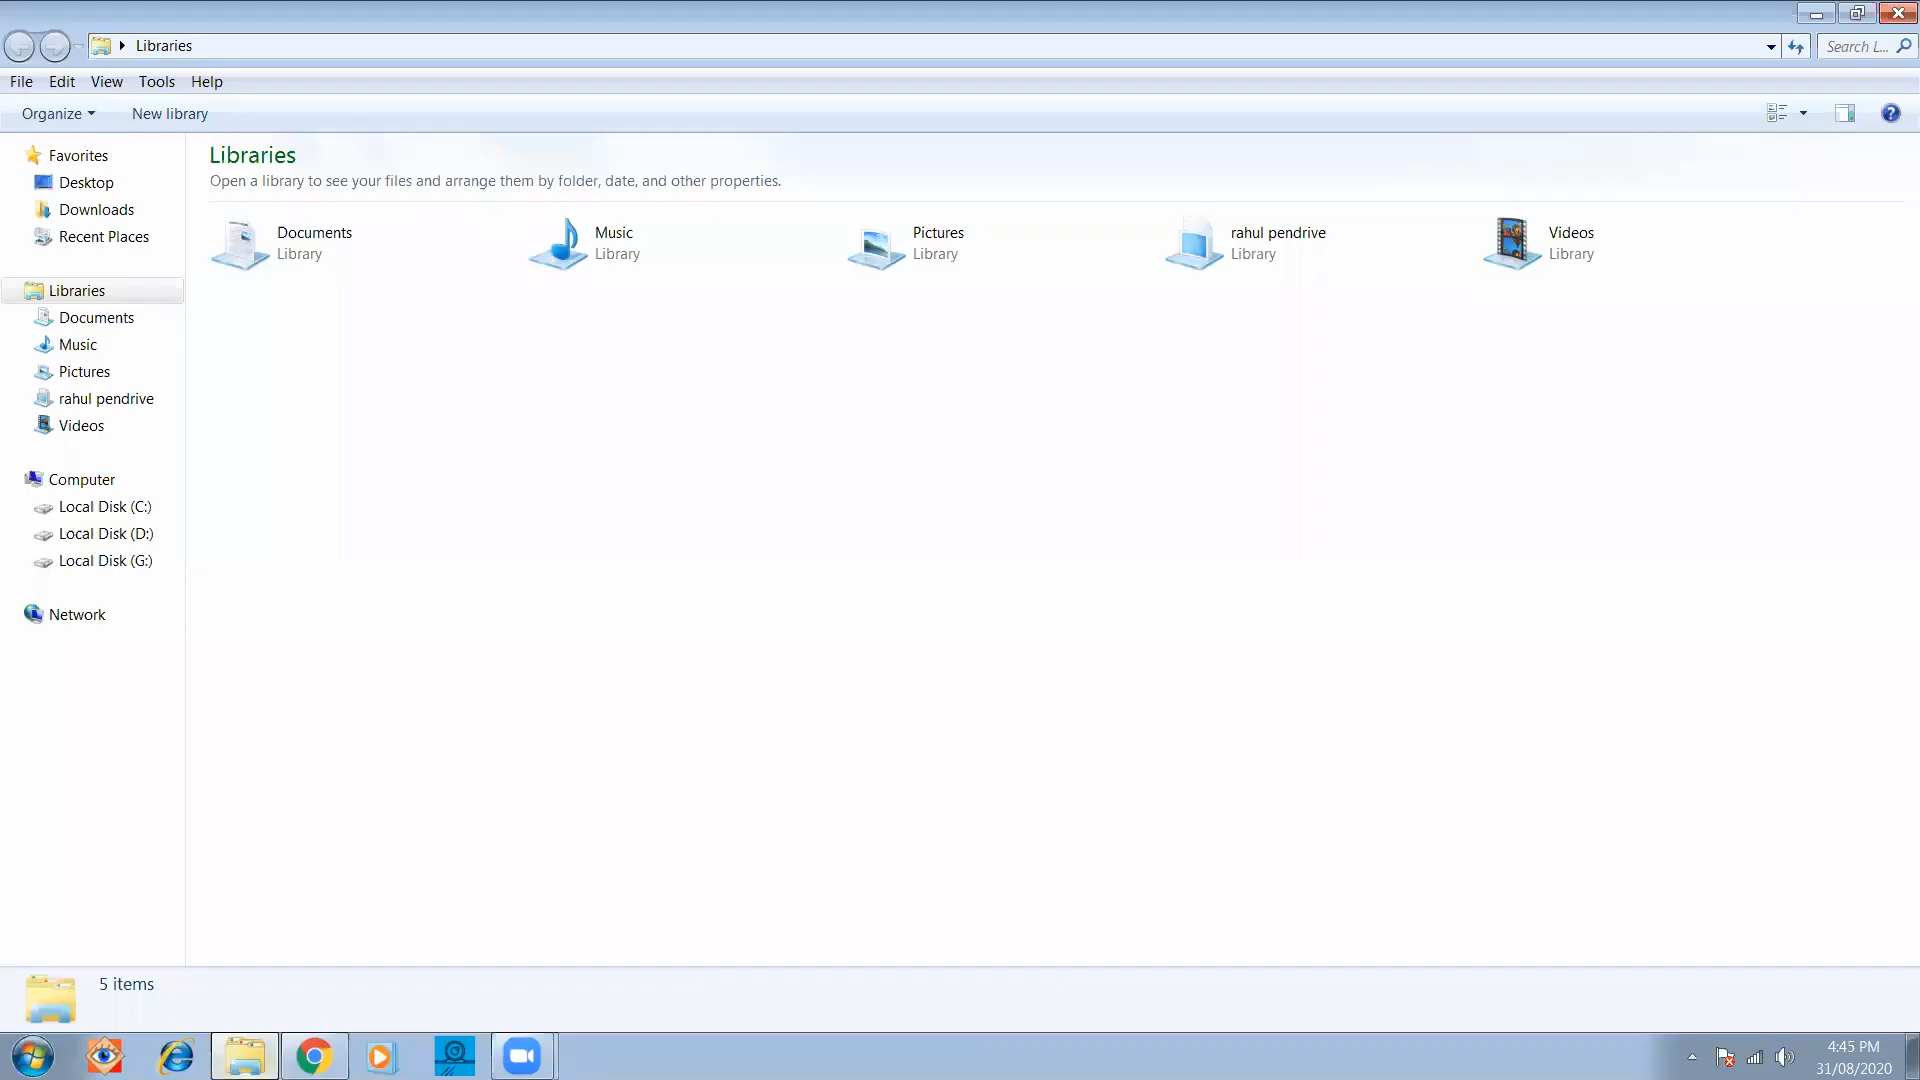 Libraries
Search L...
File Edit View Tools Help
Organize New library
Favorites
Desktop
Downloads
Recent Places
Libraries
Documents
Music
Pictures
rahul pendrive
Videos
Computer
Local Disk (C:)
Local Disk (D:)
Local Disk (G:)
Network
Libraries
Open a library to see your files and arrange them by folder, date, and other properties.
Documents
Library
Music
Library
Pictures
Library
rahul pendrive
Library
Videos
Library
5 items
4:45 PM
31/08/2020